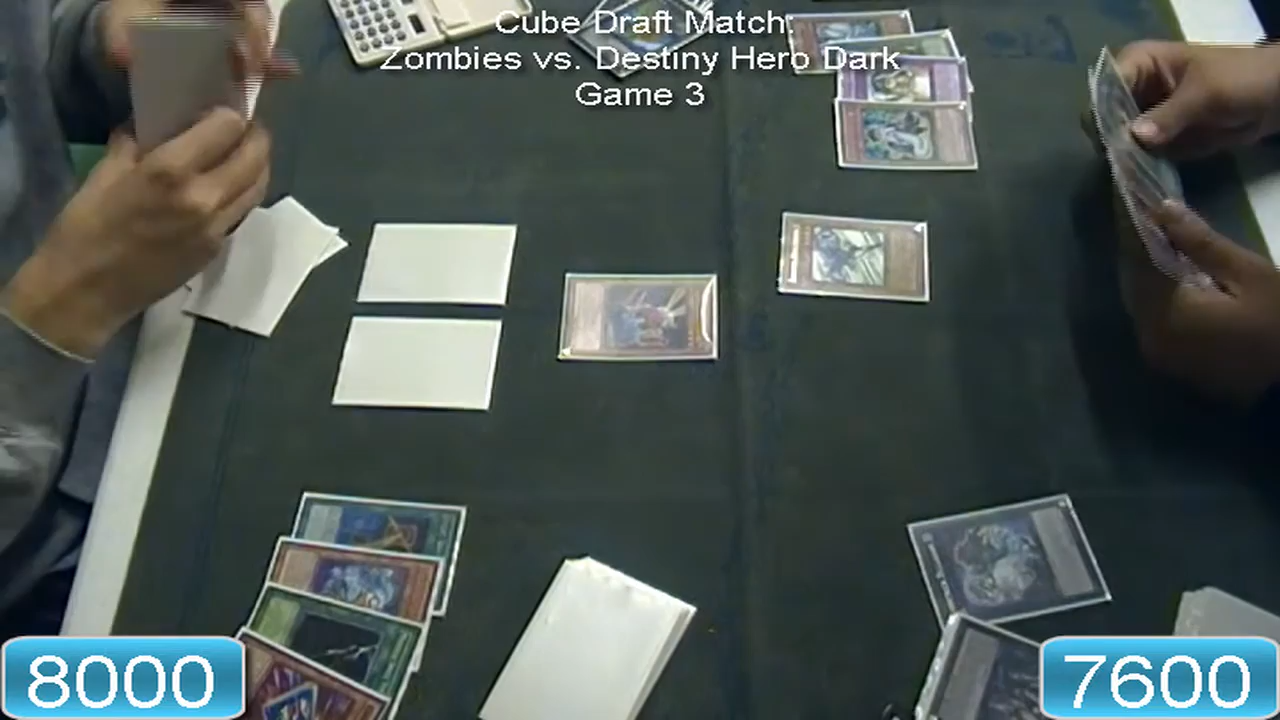 Cube Draft Match:
Zombies vs. Destiny Hero Dark
Game 3
8000
7600